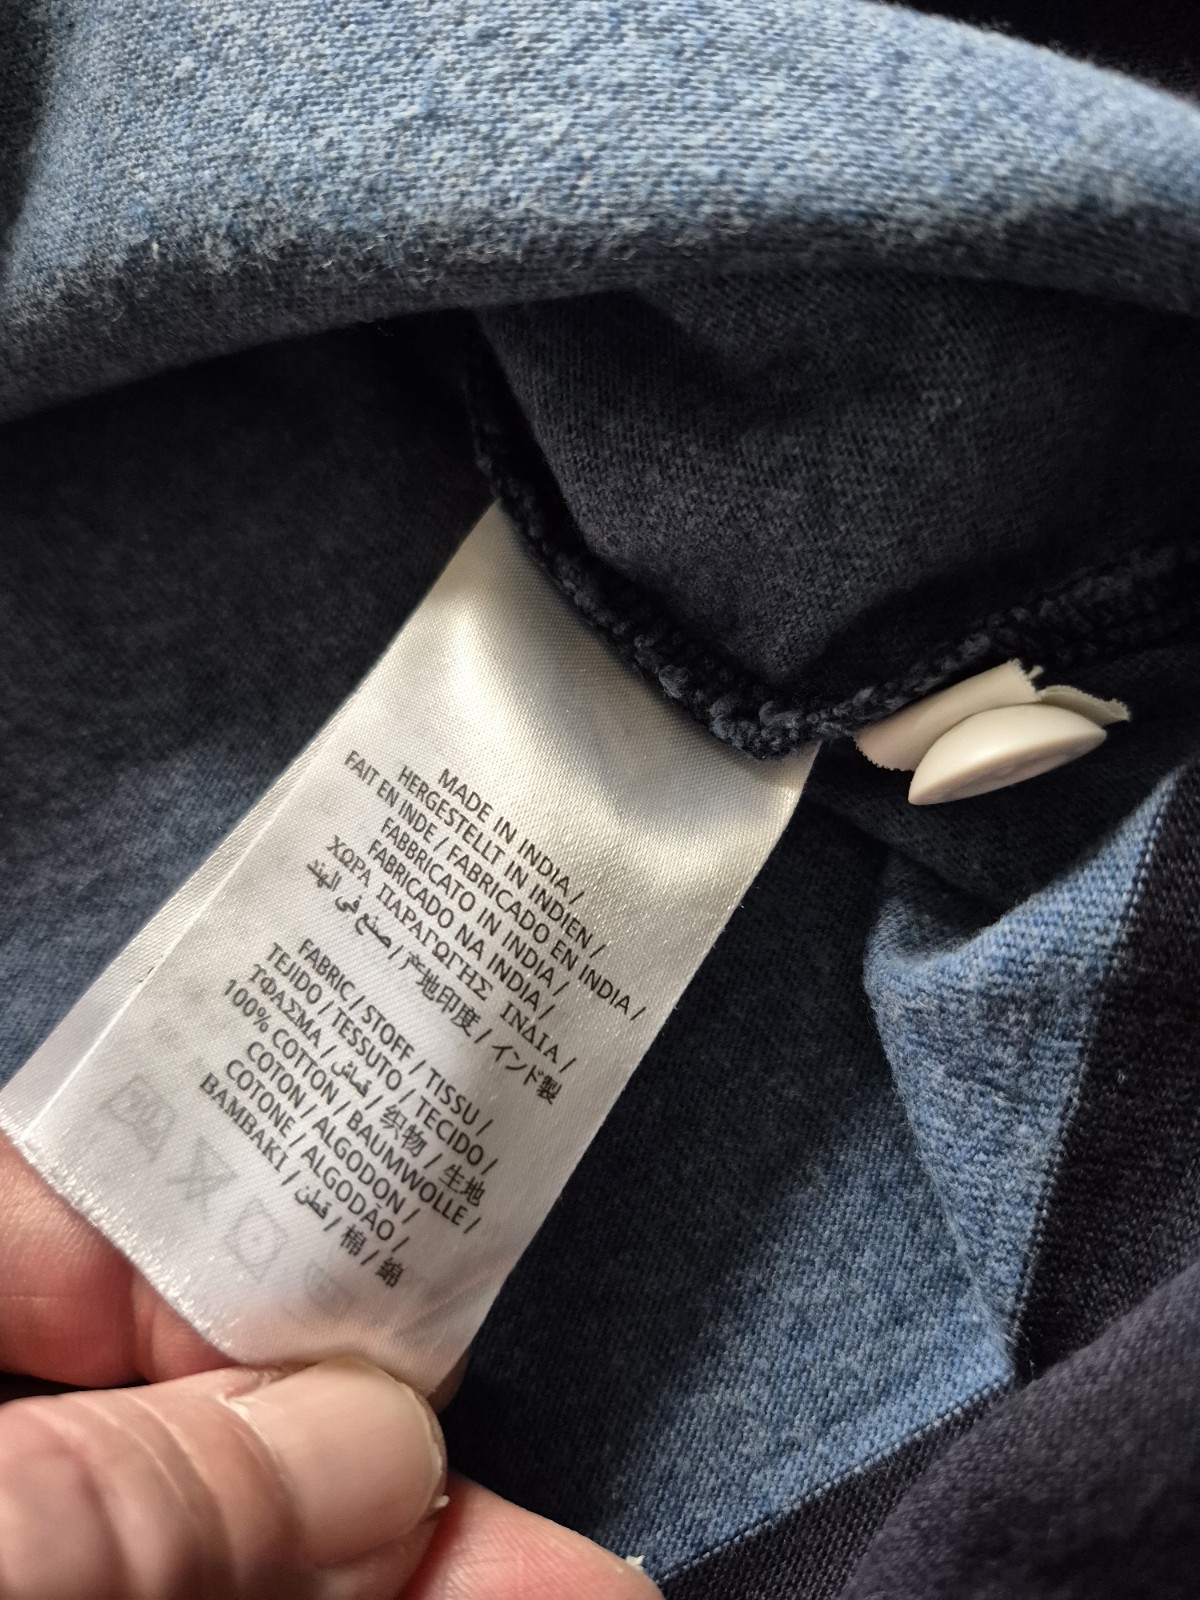 MADE IN INDIA /
HERGESTELLT IN INDIEN /
FAIT EN INDE / FABRICADO EN INDIA /
FABBRICATO IN INDIA /
FABRICADO NA INDIA /
ΧΩΡΑ ΠΑΡΑΓΩΓΗΣ ΙΝΔΙΑ /
صنع في الهند / 产地印度 / インド製
FABRIC / STOFF / TISSU /
TEJIDO / TESSUTO / TECIDO /
ΤΦΑΣΜΑ / قماش / 织物 / 生地
100% COTTON / BAUMWOLLE /
COTON / ALGODON /
COTONE / ALGODÃO /
ΒΑΜΒΑΚΙ / قطن / 棉 / 綿